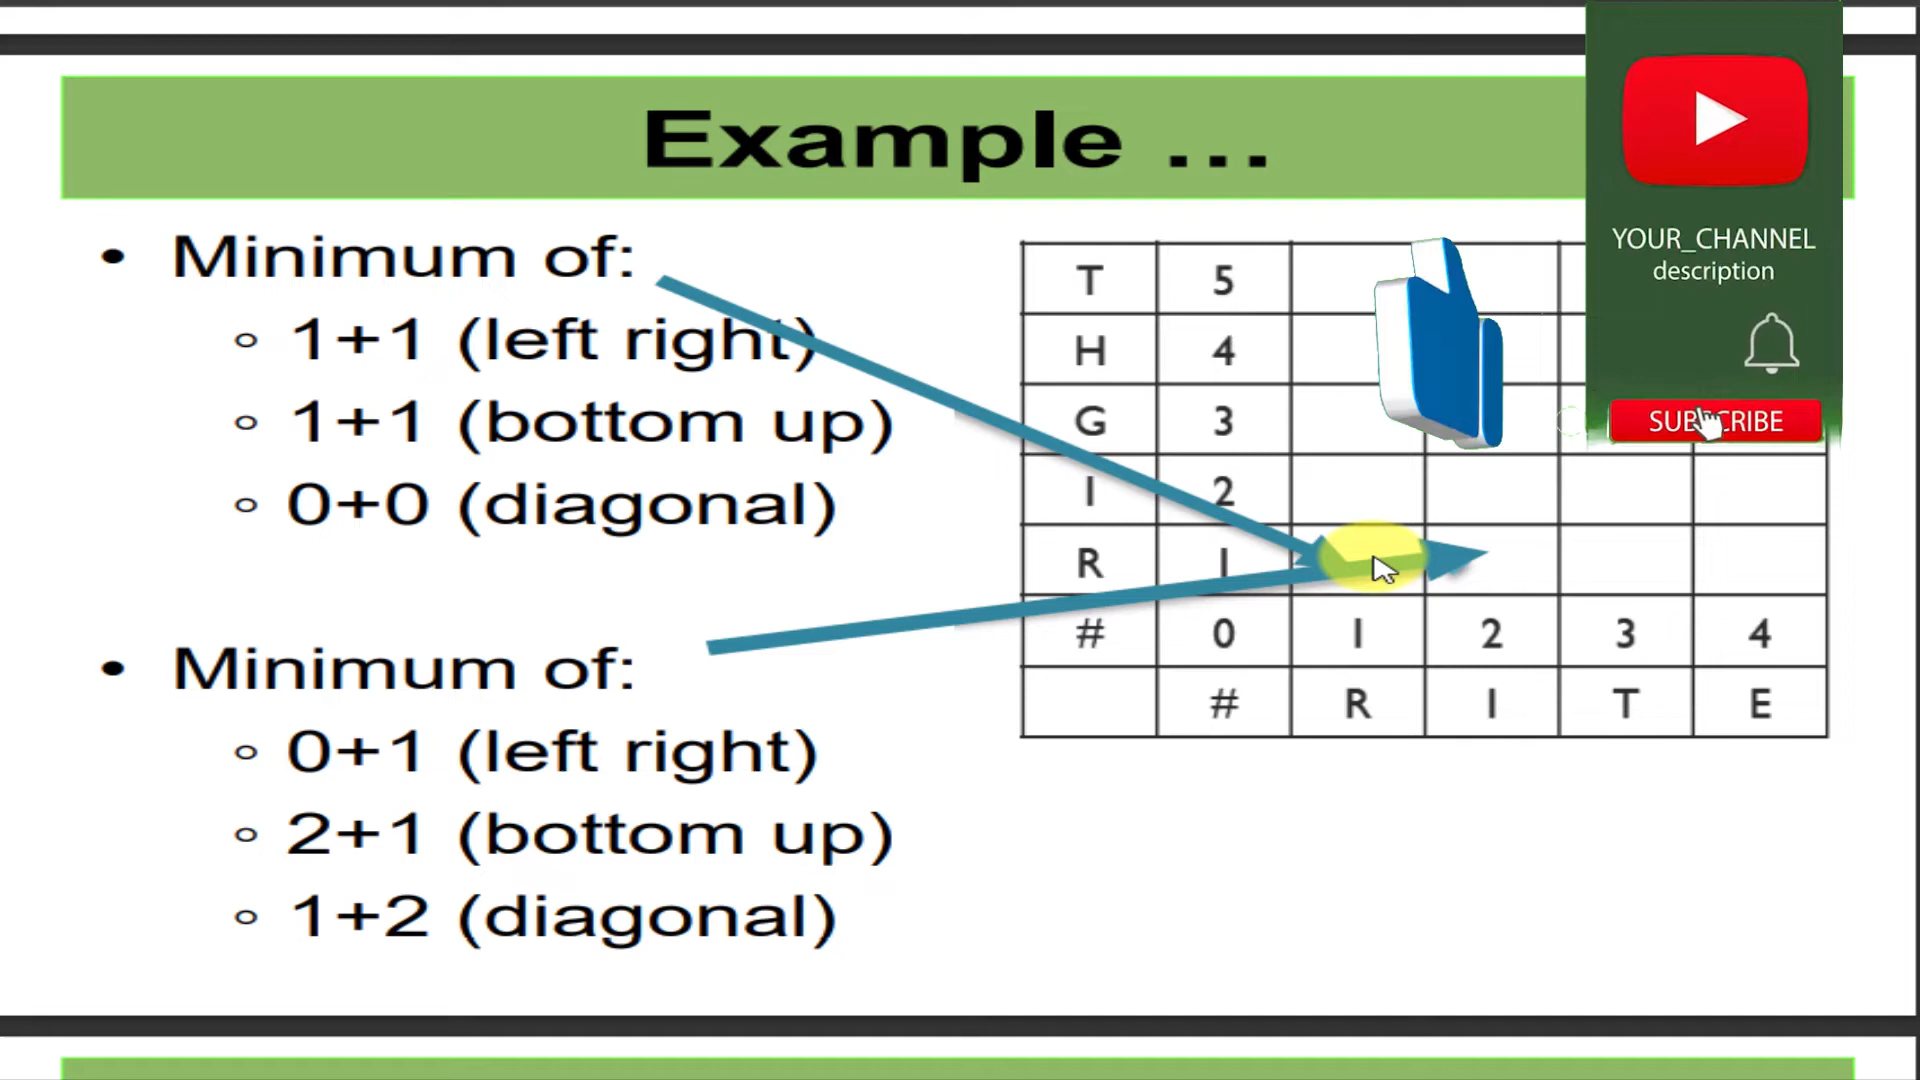 Example ...
• Minimum of:
◦ 1+1 (left right)
◦ 1+1 (bottom up)
◦ 0+0 (diagonal)
• Minimum of:
◦ 0+1 (left right)
◦ 2+1 (bottom up)
◦ 1+2 (diagonal)
T 5
H 4
G 3
I 2
R 1
# 0 1 2 3 4
# R I T E
YOUR_CHANNEL
description
SUBSCRIBE